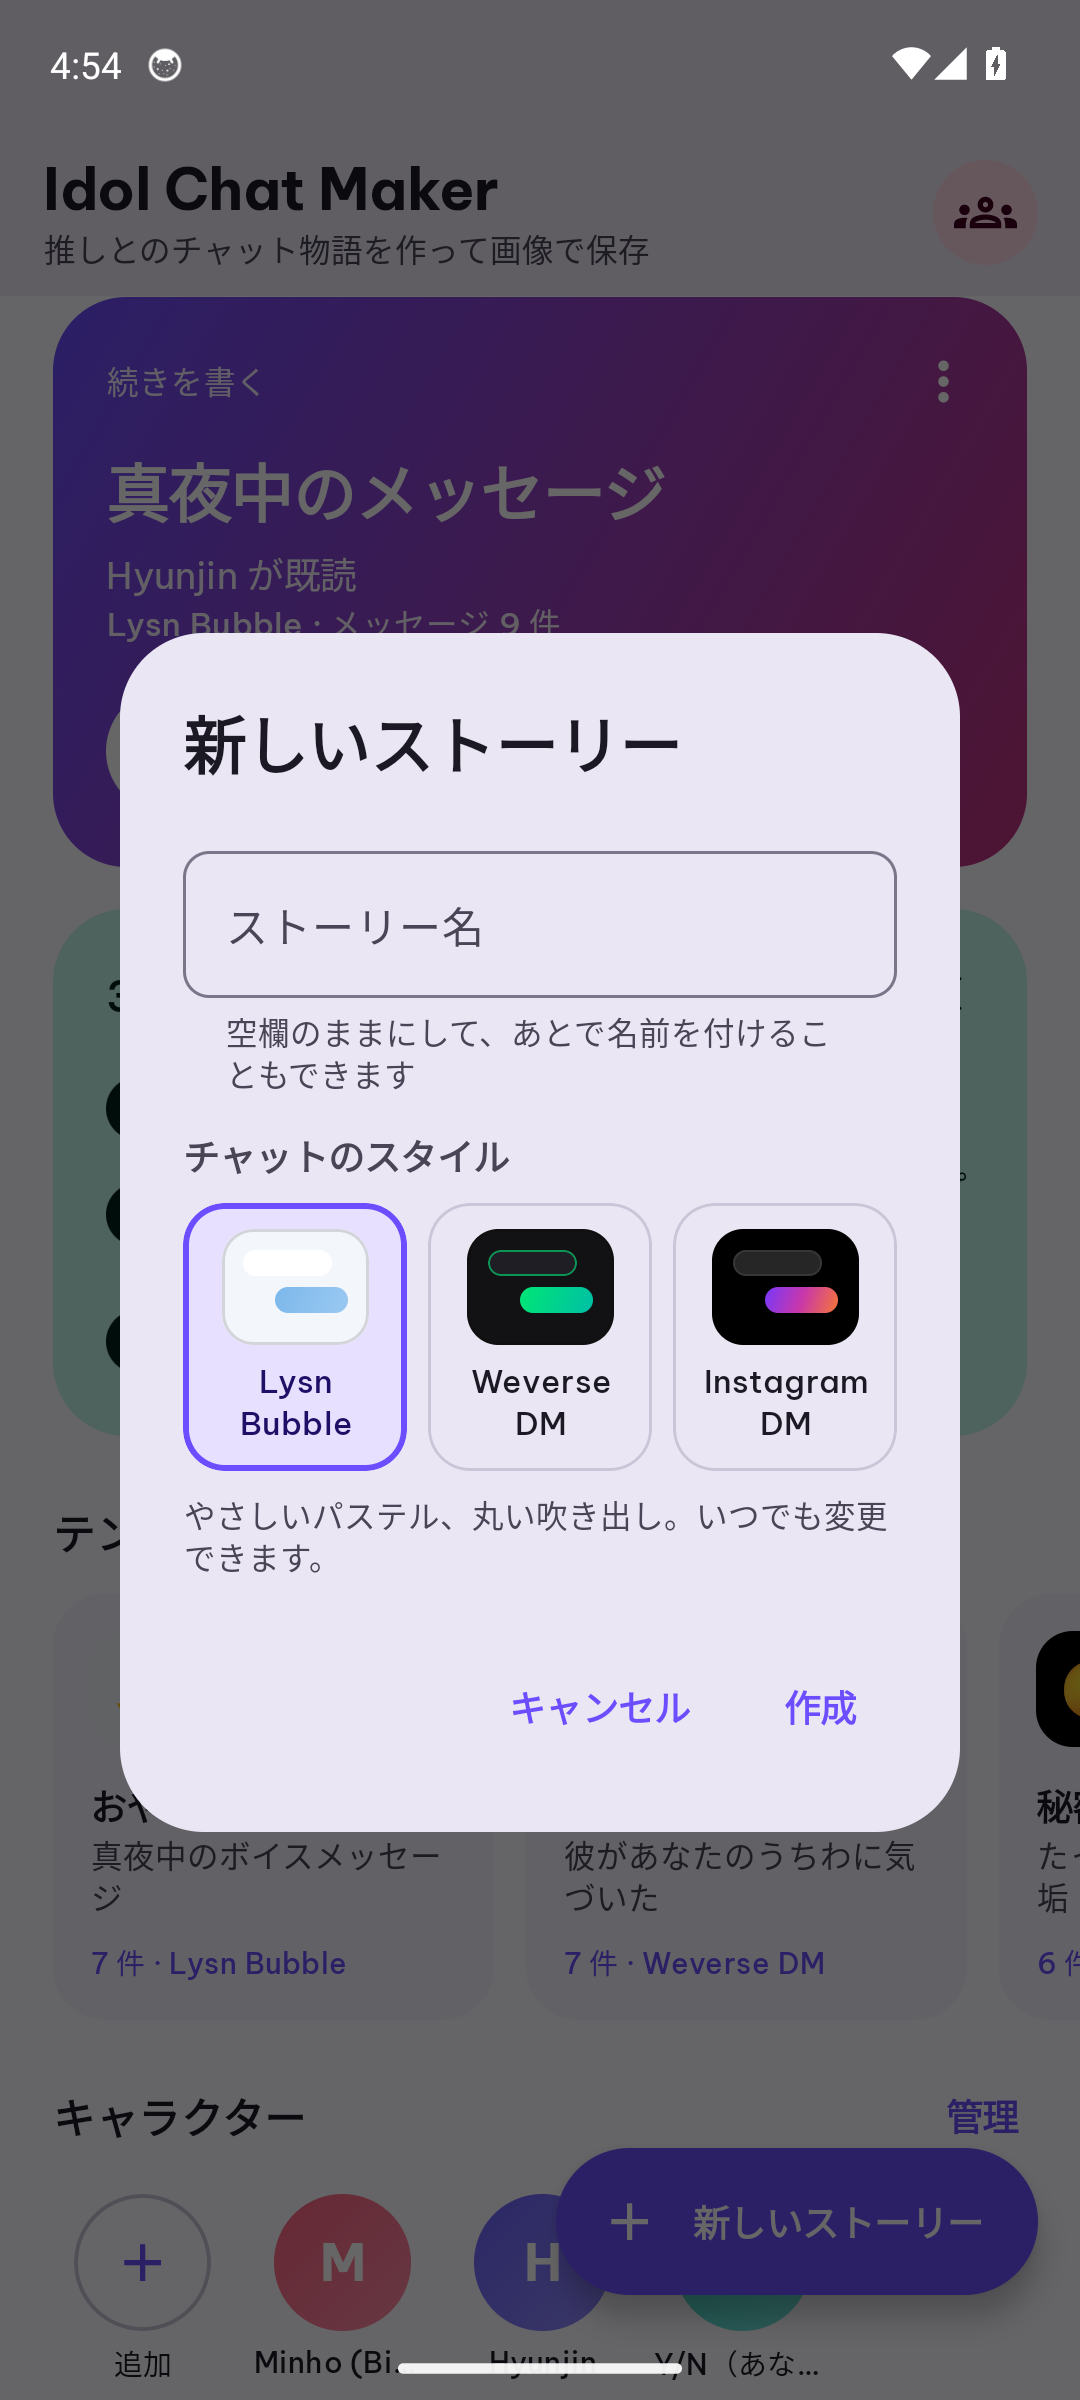 4:54
Idol Chat Maker
推しとのチャット物語を作って画像で保存
続きを書く
真夜中のメッセージ
Hyunjin が既読
Lysn Bubble · メッセージ 9 件
新しいストーリー
ストーリー名
空欄のままにして、あとで名前を付けるこ
ともできます
チャットのスタイル
Lysn
Bubble
Weverse
DM
Instagram
DM
やさしいパステル、丸い吹き出し。いつでも変更
できます。
キャンセル
作成
真夜中のボイスメッセー
ジ
7 件 · Lysn Bubble
彼があなたのうちわに気
づいた
7 件 · Weverse DM
キャラクター
管理
新しいストーリー
M
H
追加
Minho (Bi…
Hyunjin
Y/N（あな…